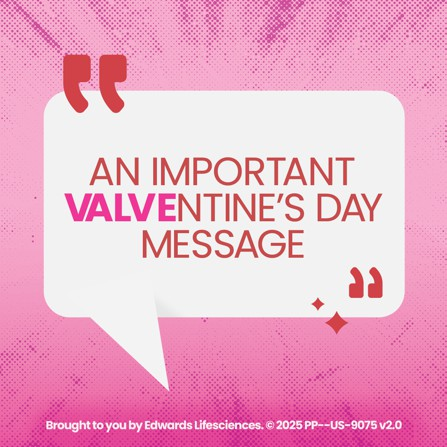 AN IMPORTANT
VALVENTINE'S DAY
MESSAGE
Brought to you by Edwards Lifesciences. © 2025 PP--US-9075 v2.0